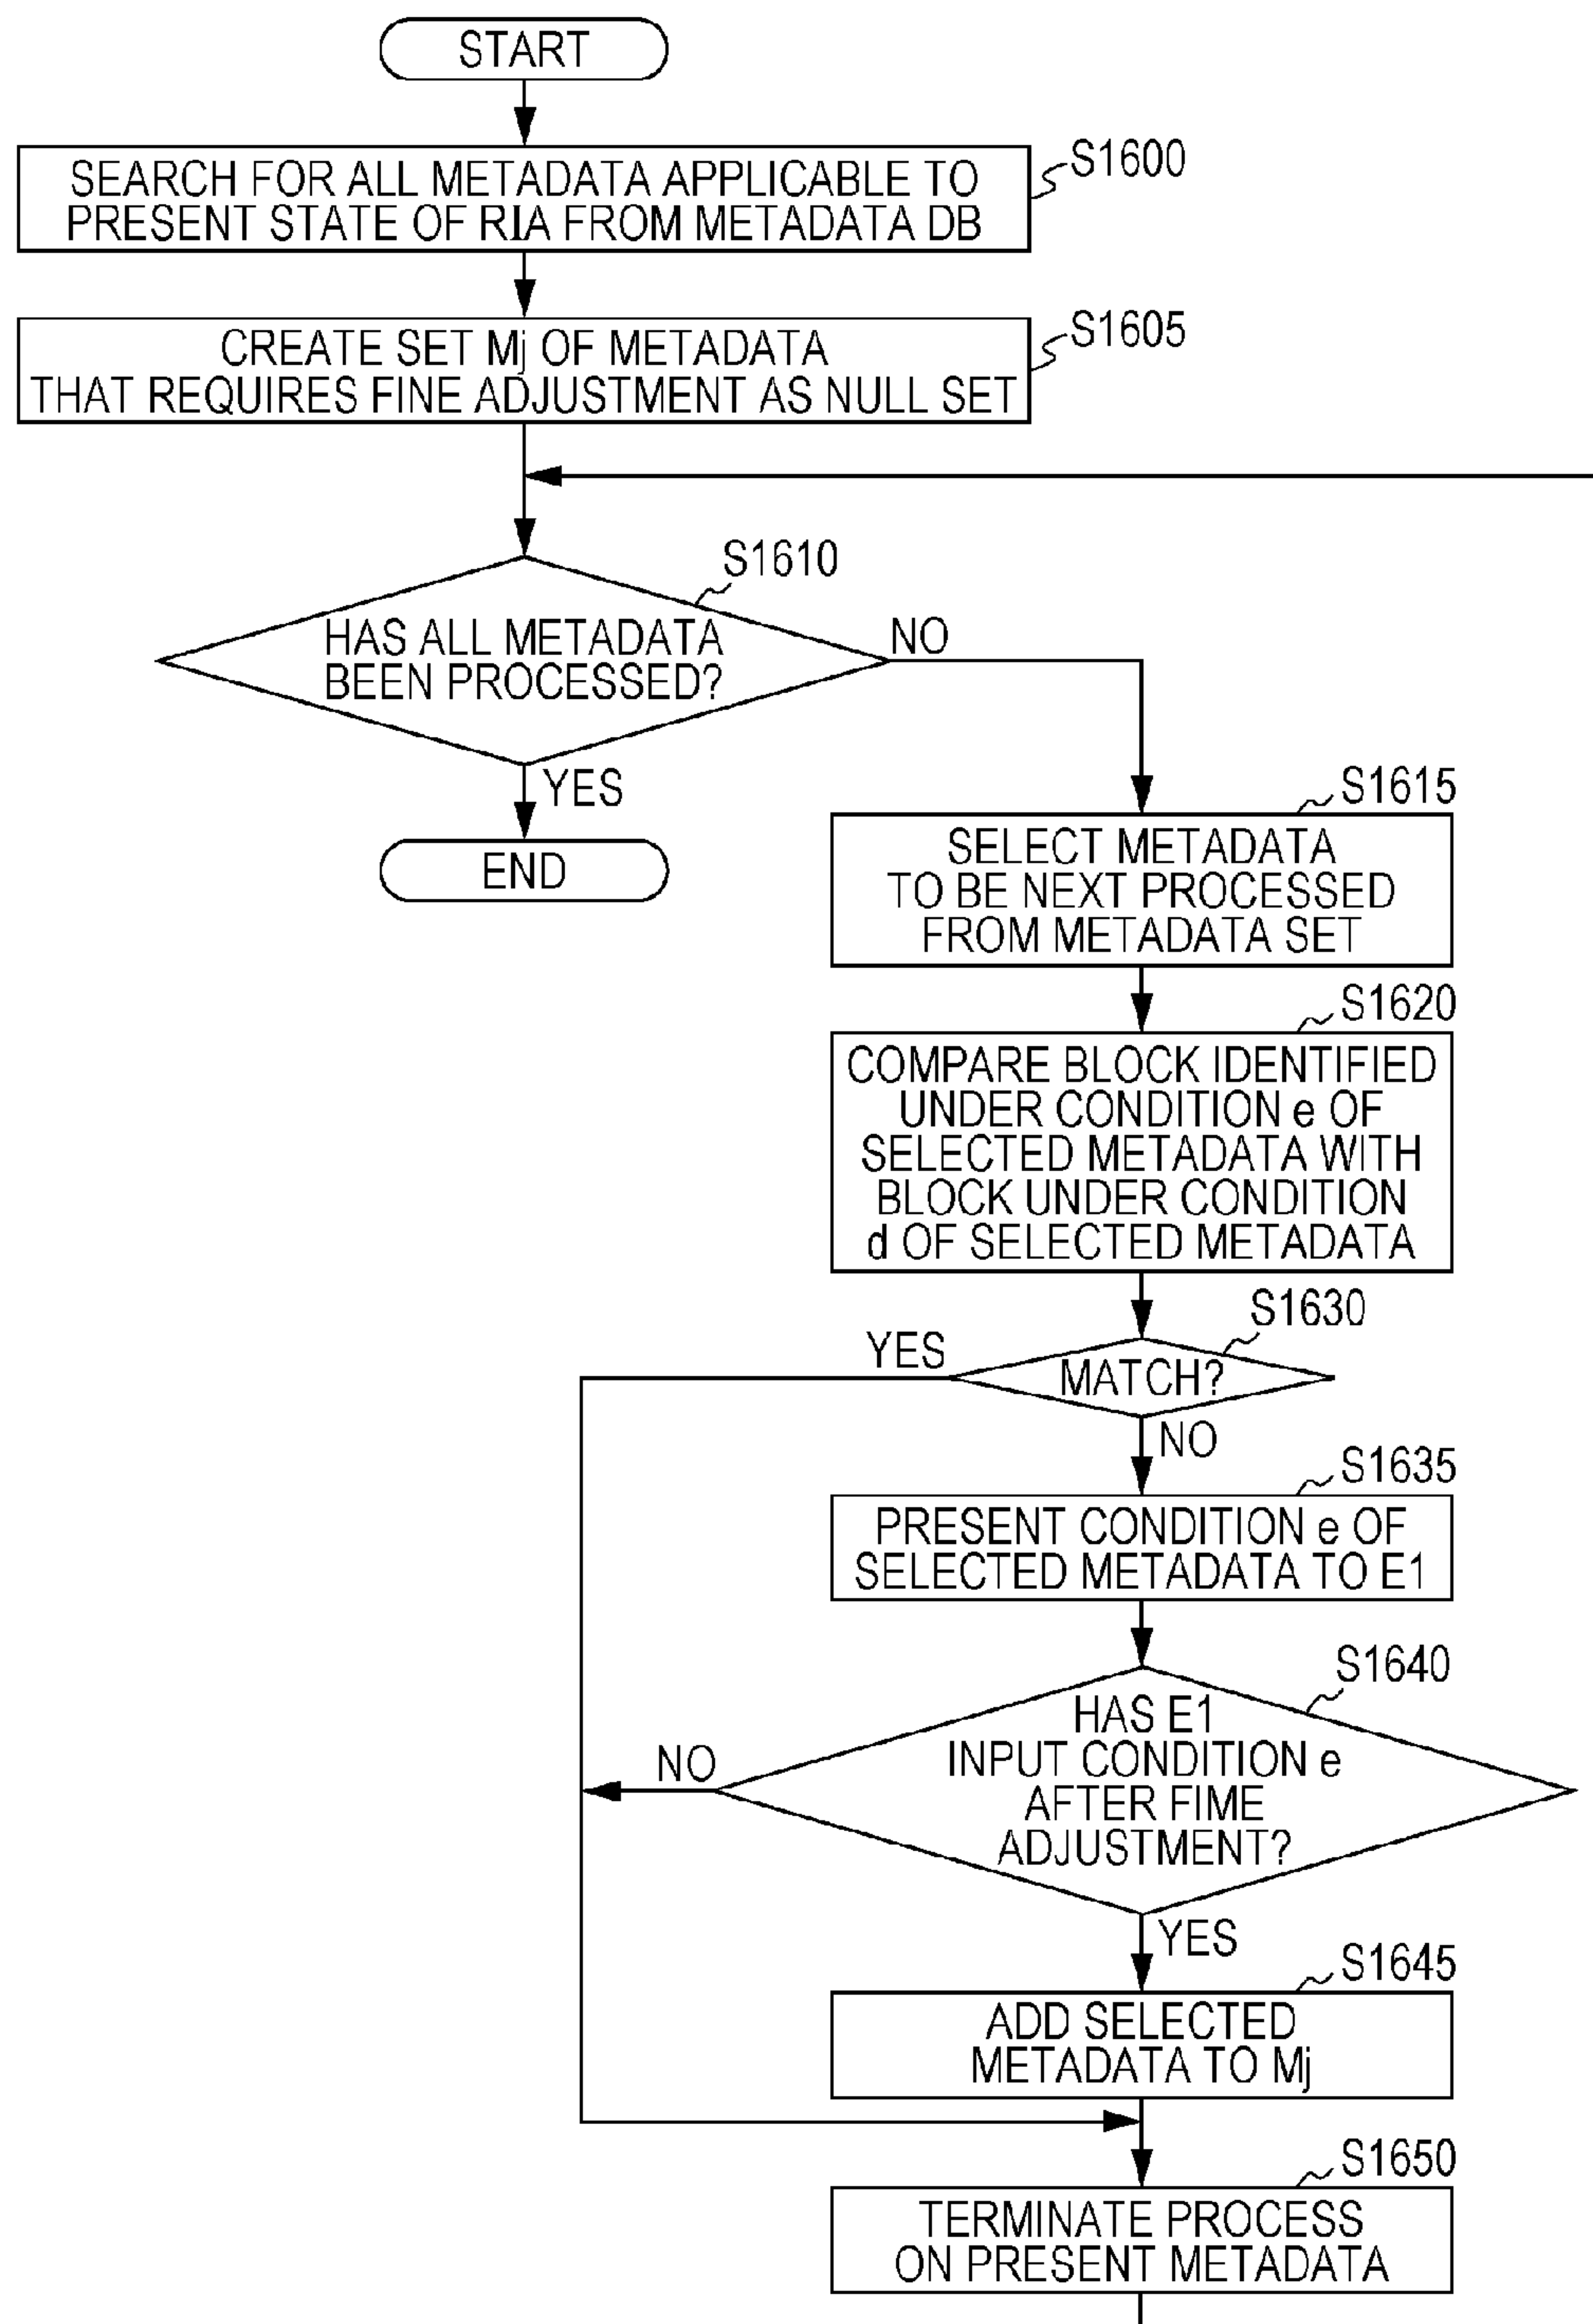 START
S1600
SEARCH FOR ALL METADATA APPLICABLE TO
PRESENT STATE OF RIA FROM METADATA DB
S1605
CREATE SET Mj OF METADATA
THAT REQUIRES FINE ADJUSTMENT AS NULL SET
S1610
HAS ALL METADATA
BEEN PROCESSED?
NO
YES
END
S1615
SELECT METADATA
TO BE NEXT PROCESSED
FROM METADATA SET
S1620
COMPARE BLOCK IDENTIFIED
UNDER CONDITION e OF
SELECTED METADATA WITH
BLOCK UNDER CONDITION
d OF SELECTED METADATA
S1630
MATCH?
YES
NO
S1635
PRESENT CONDITION e OF
SELECTED METADATA TO E1
S1640
HAS E1
INPUT CONDITION e
AFTER FIME
ADJUSTMENT?
NO
YES
S1645
ADD SELECTED
METADATA TO Mj
S1650
TERMINATE PROCESS
ON PRESENT METADATA